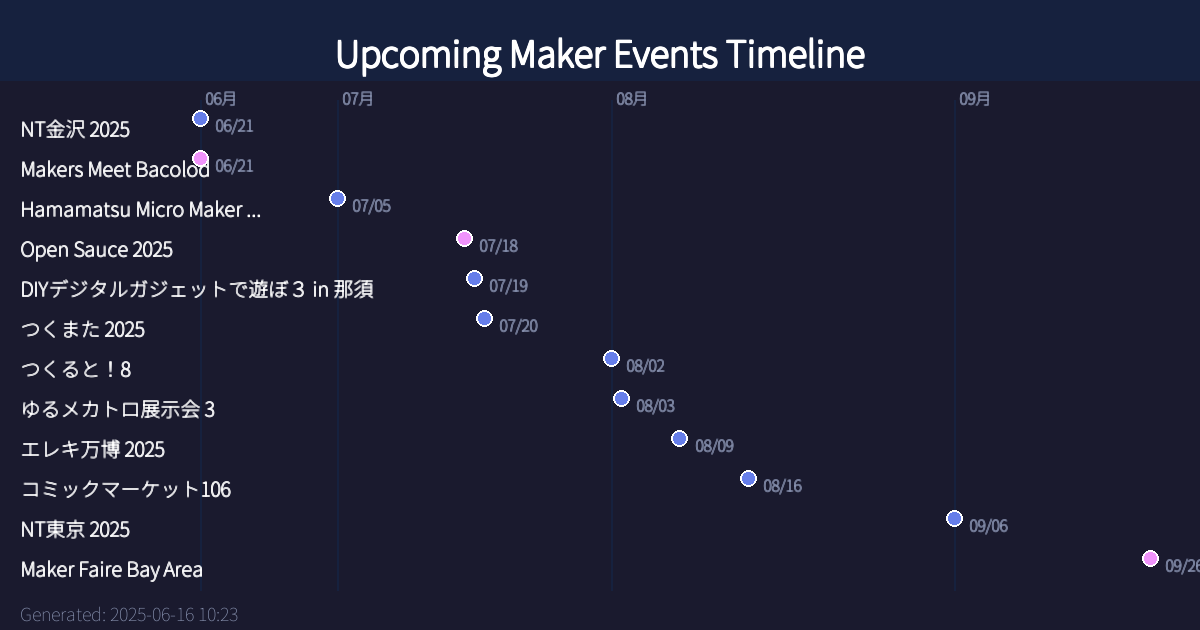 Upcoming Maker Events Timeline
06月 07月 08月 09月
NT金沢 2025 06/21
Makers Meet Bacolod 06/21
Hamamatsu Micro Maker ... 07/05
Open Sauce 2025 07/18
DIYデジタルガジェットで遊ぼ３ in 那須 07/19
つくまた 2025 07/20
つくると！8 08/02
ゆるメカトロ展示会 3 08/03
エレキ万博 2025 08/09
コミックマーケット106 08/16
NT東京 2025 09/06
Maker Faire Bay Area 09/26
Generated: 2025-06-16 10:23